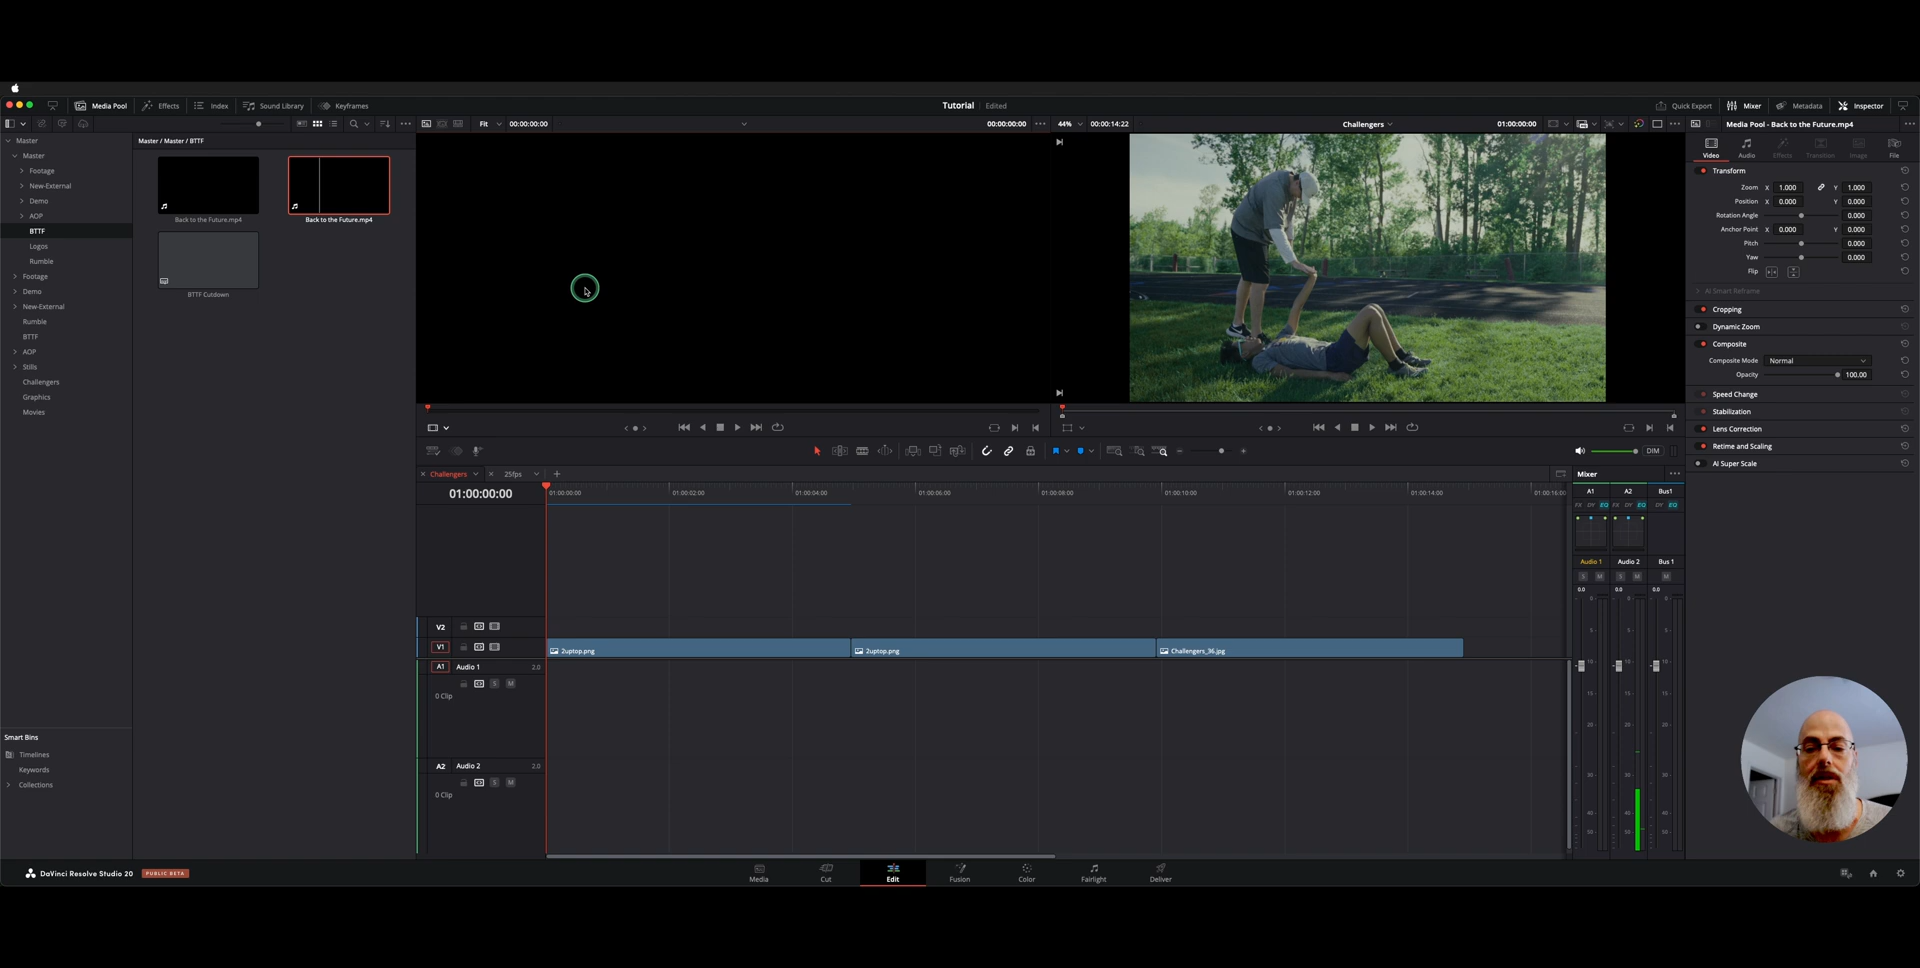 Media Pool Effects Index Sound Library Keyframes Tutorial Edited Quick Export Mixer Metadata Inspector
Fit 00:00:00:00 00:00:00:00 44% 00:00:14:22 Challengers 01:00:00:00 Media Pool - Back to the Future.mp4
Master
Master
Footage
New-External
Demo
AOP
BTTF
Logos
Rumble
Footage
Demo
New-External
Rumble
BTTF
AOP
Stills
Challengers
Graphics
Movies
Smart Bins
Timelines
Keywords
Collections
Master / Master / BTTF
Back to the Future.mp4 Back to the Future.mp4
BTTF Cutdown
Video Audio Effects Transition Image File
Transform
Zoom X 1.000 Y 1.000
Position X 0.000 Y 0.000
Rotation Angle 0.000
Anchor Point X 0.000 Y 0.000
Pitch 0.000
Yaw 0.000
Flip
AI Smart Reframe
Cropping
Dynamic Zoom
Composite
Composite Mode Normal
Opacity 100.00
Speed Change
Stabilization
Lens Correction
Retime and Scaling
AI Super Scale
DIM
Challengers 25fps
01:00:00:00 01:00:00:00 01:00:02:00 01:00:04:00 01:00:06:00 01:00:08:00 01:00:10:00 01:00:12:00 01:00:14:00 01:00:16:00
V2
V1 2uptop.png 2uptop.png Challengers_36.jpg
A1 Audio 1 2.0
S M
0 Clip
A2 Audio 2 2.0
S M
0 Clip
Mixer
A1 A2 Bus1
FX DY EQ FX DY EQ DY EQ
Audio 1 Audio 2 Bus 1
S M S M M
0.0 0.0 0.0
DaVinci Resolve Studio 20 PUBLIC BETA
Media Cut Edit Fusion Color Fairlight Deliver